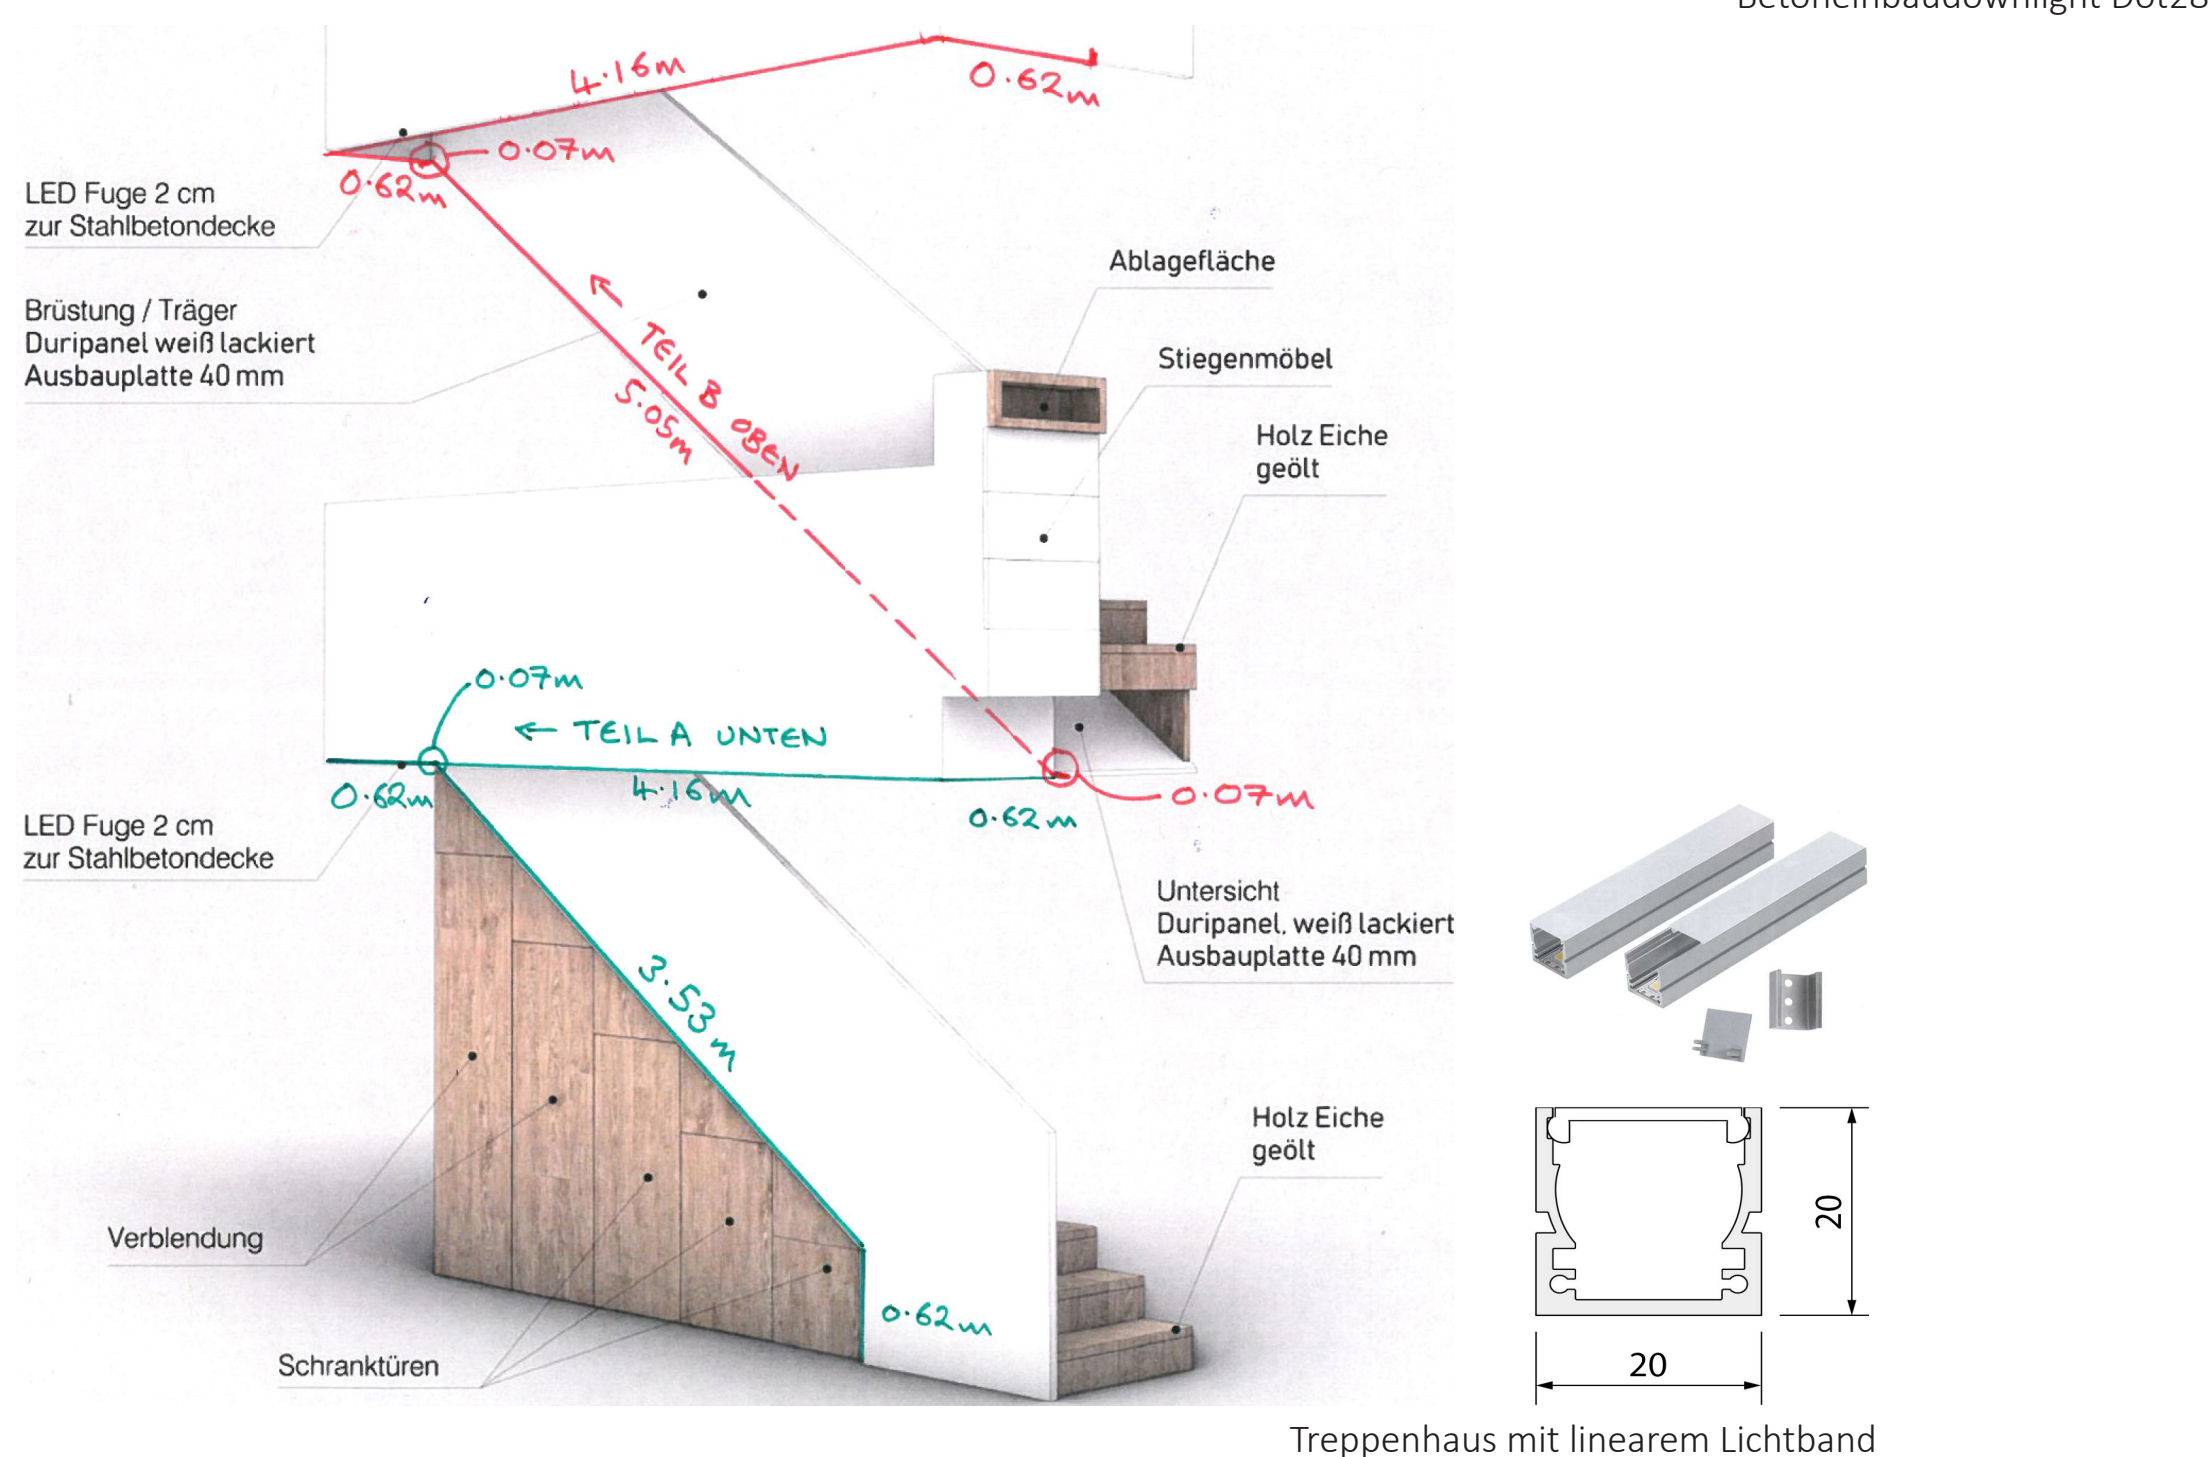 Betoneinbaudownlight Dot28
4.16m
0.62m
0.07m
0.62m
LED Fuge 2 cm
zur Stahlbetondecke
Ablagefläche
Brüstung / Träger
Duripanel weiß lackiert
Ausbauplatte 40 mm
← TEIL B OBEN
5.05m
Stiegenmöbel
Holz Eiche
geölt
0.07m
← TEIL A UNTEN
0.62m
4.16m
0.62m
0.07m
LED Fuge 2 cm
zur Stahlbetondecke
Untersicht
Duripanel, weiß lackiert
Ausbauplatte 40 mm
3.53m
Holz Eiche
geölt
Verblendung
0.62m
Schranktüren
20
20
Treppenhaus mit linearem Lichtband